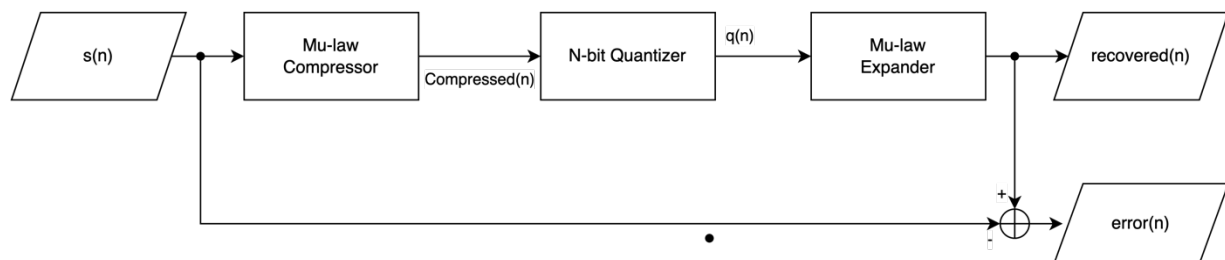 s(n)
Mu-law
Compressor
Compressed(n)
N-bit Quantizer
q(n)
Mu-law
Expander
recovered(n)
+
-
error(n)